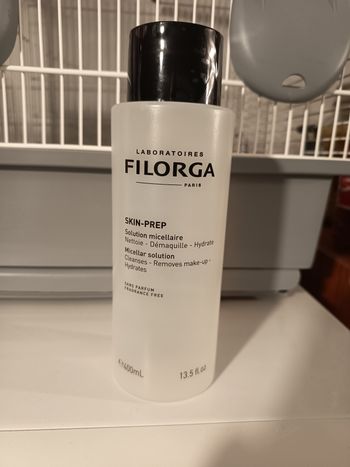 LABORATOIRES
FILORGA
PARIS
SKIN-PREP
Solution micellaire
Nettoie - Démaquille - Hydrate
Micellar solution
Cleanses - Removes make-up -
Hydrates
SANS PARFUM
FRAGRANCE FREE
℮400mL 13.5 fl.oz